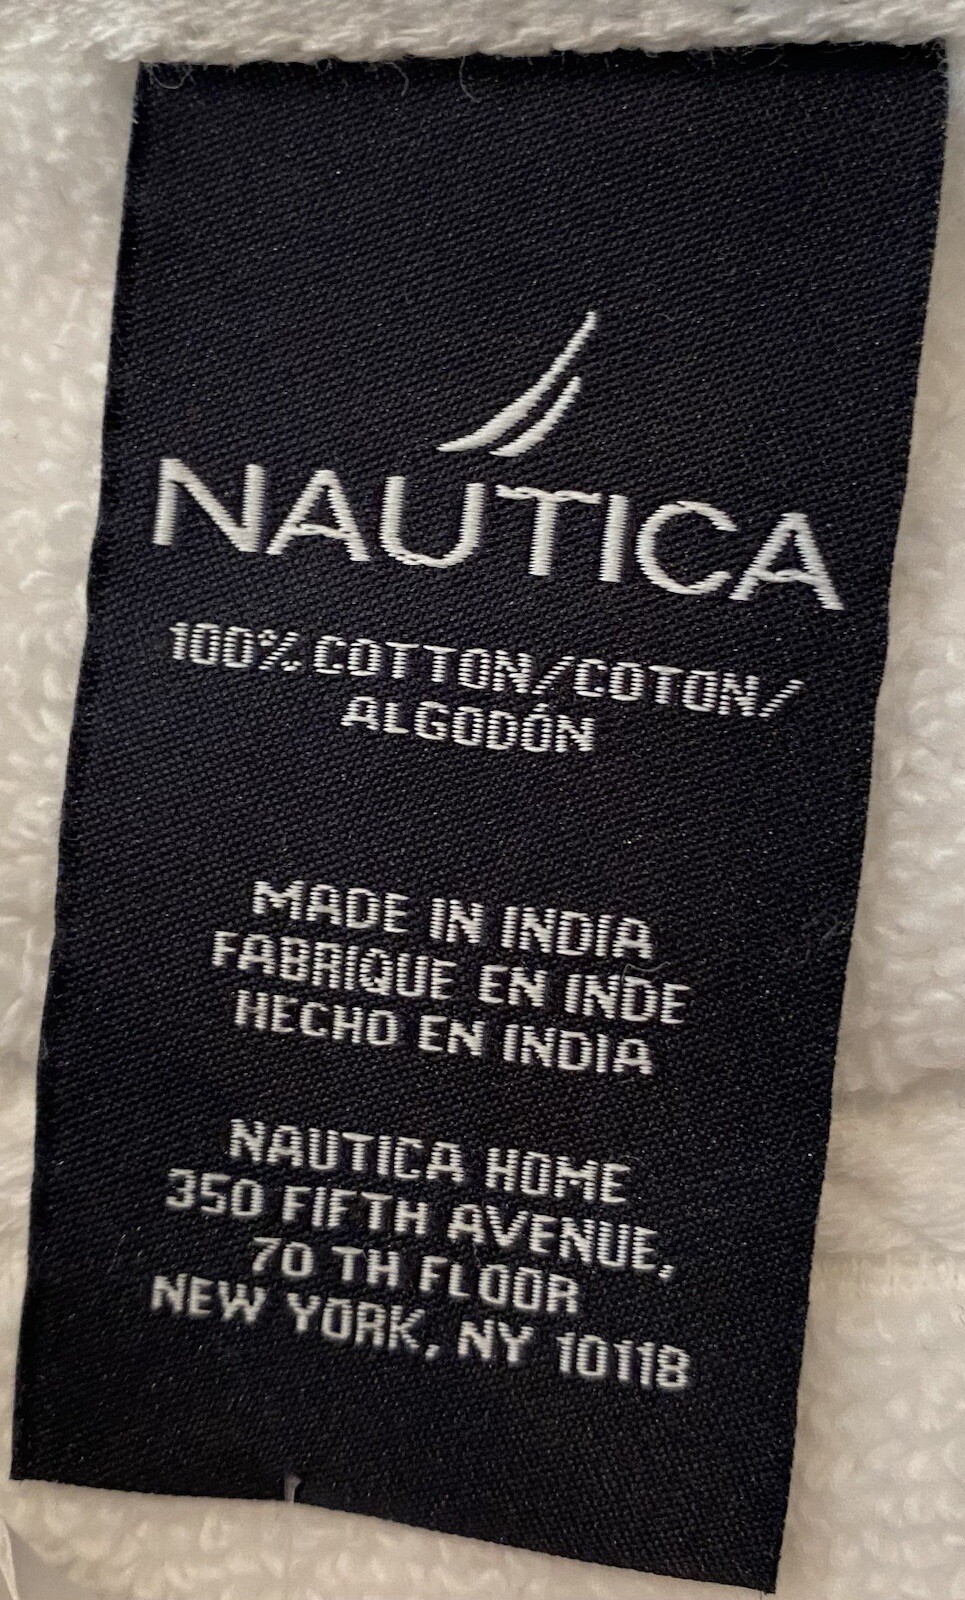 NAUTICA
100% COTTON/COTON/
ALGODÓN
MADE IN INDIA
FABRIQUE EN INDE
HECHO EN INDIA
NAUTICA HOME
350 FIFTH AVENUE,
70 TH FLOOR
NEW YORK, NY 10118